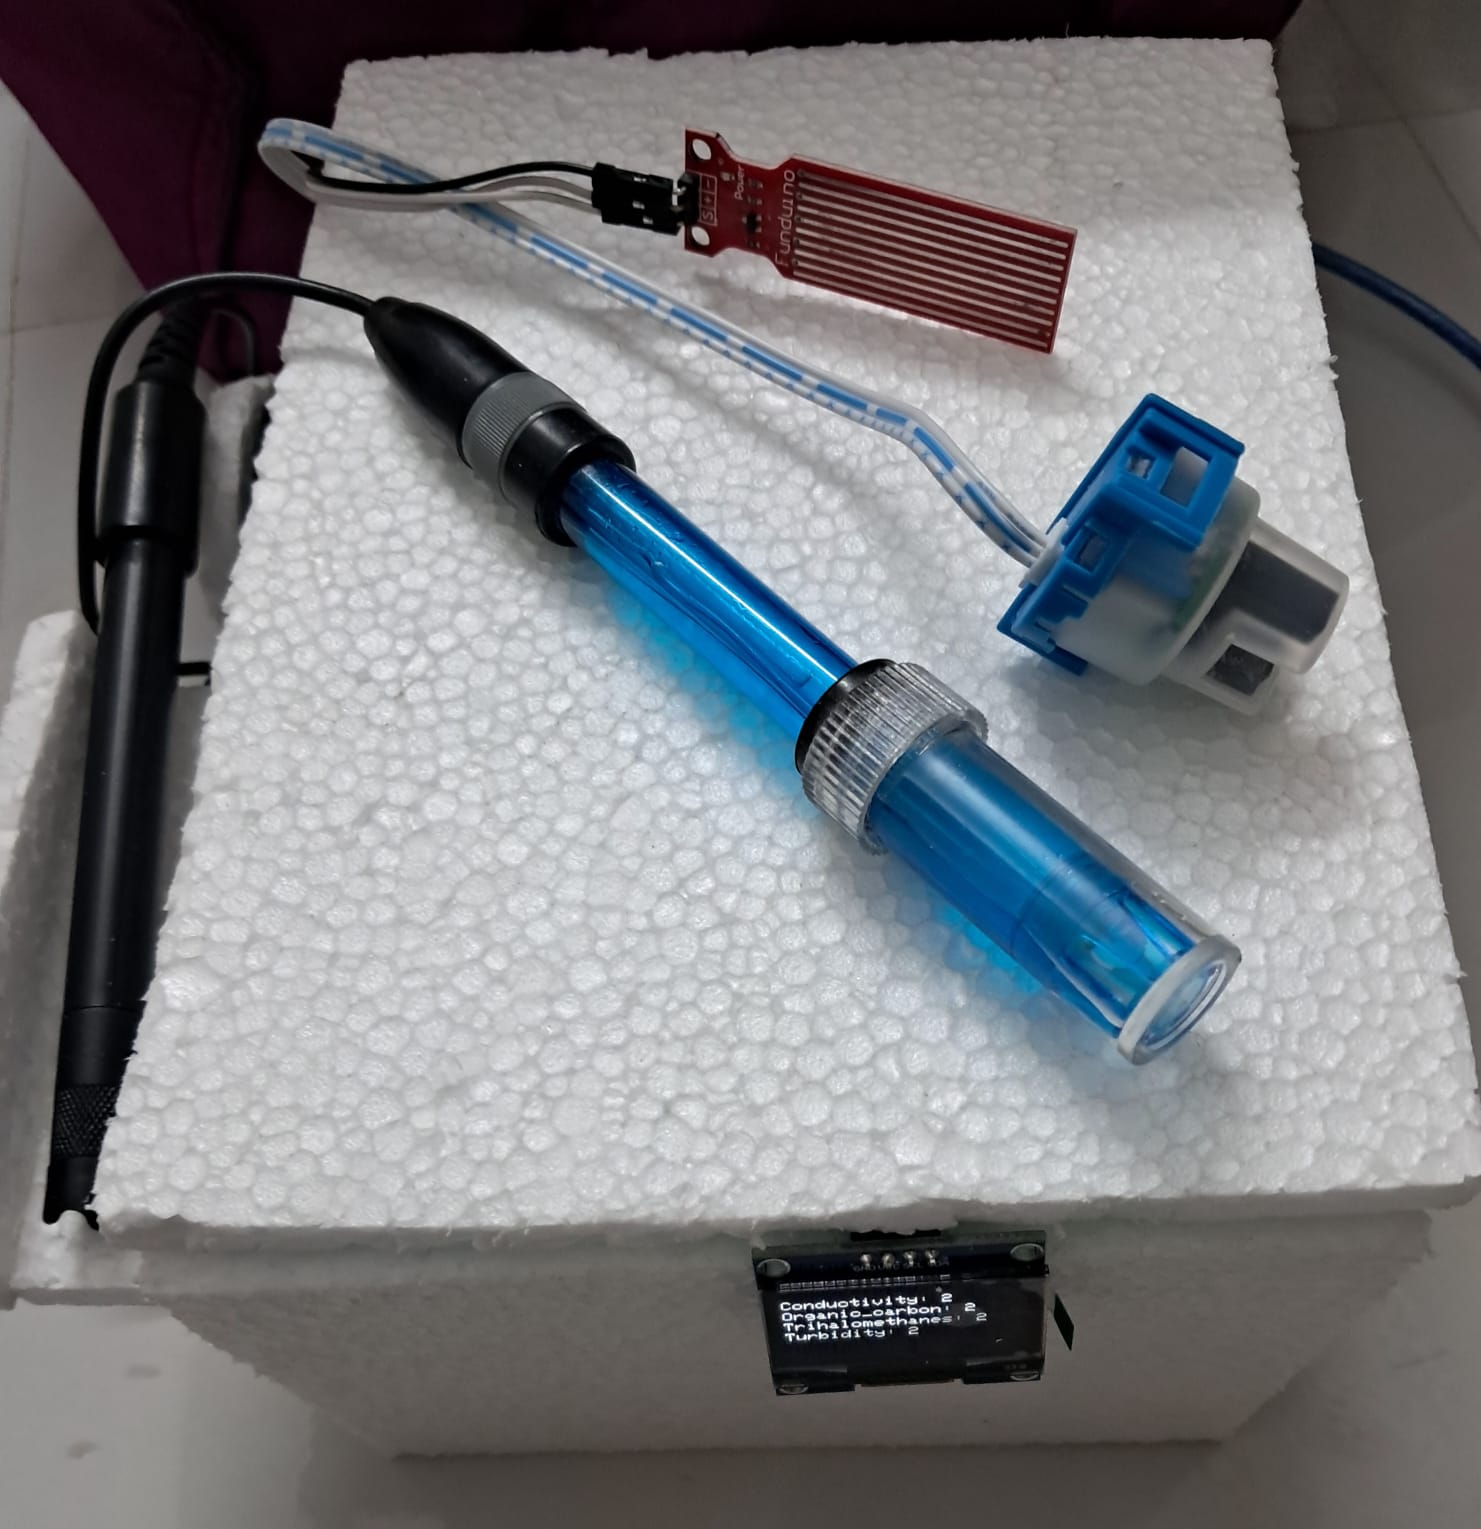 S + -
Power
Funduino
Conductivity: 2
Organic_carbon: 2
Trihalomethanes: 2
Turbidity: 2